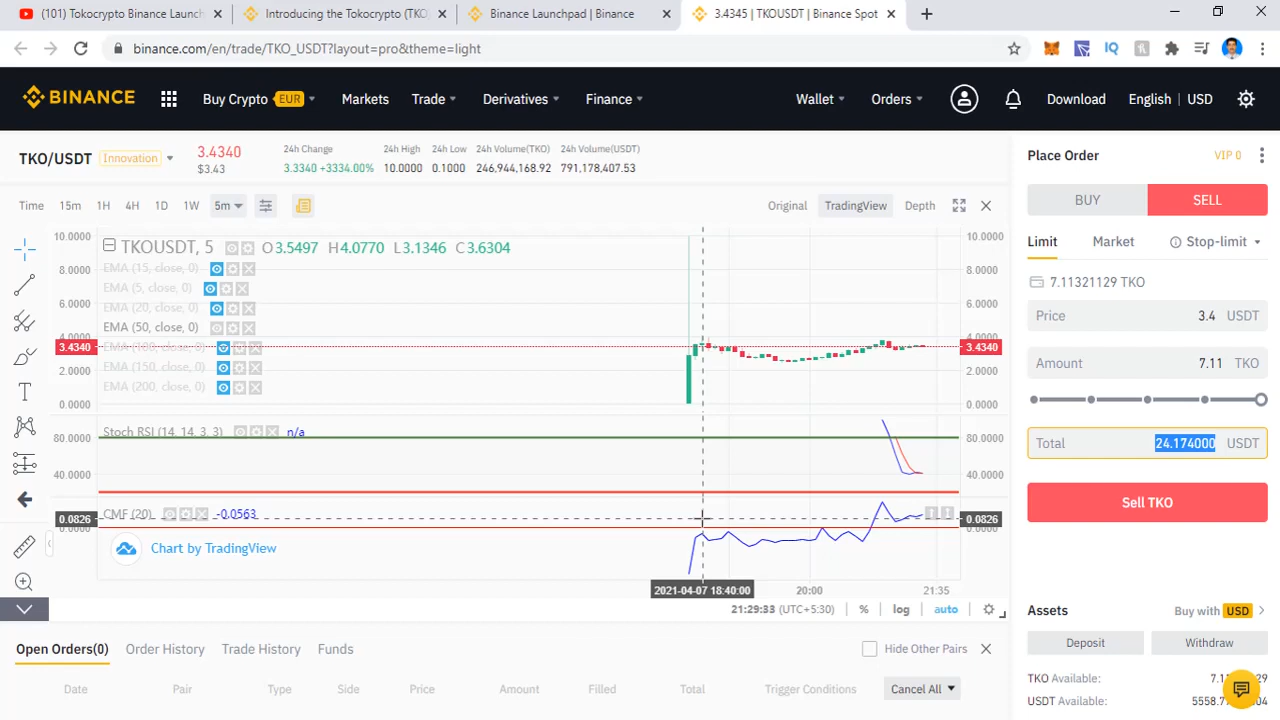 (101) Tokocrypto Binance Launch
Introducing the Tokocrypto (TKO
Binance Launchpad | Binance
3.4345 | TKOUSDT | Binance Spot
binance.com/en/trade/TKO_USDT?layout=pro&theme=light
BINANCE
Buy Crypto EUR
Markets
Trade
Derivatives
Finance
Wallet
Orders
Download
English | USD
TKO/USDT Innovation
3.4340
$3.43
24h Change
3.3340 +3334.00%
24h High
10.0000
24h Low
0.1000
24h Volume(TKO)
246,944,168.92
24h Volume(USDT)
791,178,407.53
Time 15m 1H 4H 1D 1W 5m
Original TradingView Depth
TKOUSDT, 5 O3.5497 H4.0770 L3.1346 C3.6304
EMA (15, close, 0)
EMA (5, close, 0)
EMA (20, close, 0)
EMA (50, close, 0)
EMA (100, close, 0)
EMA (150, close, 0)
EMA (200, close, 0)
10.0000
8.0000
6.0000
4.0000
3.4340
2.0000
0.0000
10.0000
8.0000
6.0000
4.0000
3.4340
2.0000
0.0000
Stoch RSI (14, 14, 3, 3) n/a
80.0000
40.0000
80.0000
40.0000
CMF (20) -0.0563
0.0826
0.0000
0.0826
0.0000
Chart by TradingView
2021-04-07 18:40:00
20:00
21:35
21:29:33 (UTC+5:30) % log auto
Open Orders(0) Order History Trade History Funds
Hide Other Pairs
Date Pair Type Side Price Amount Filled Total Trigger Conditions Cancel All
Place Order
VIP 0
BUY SELL
Limit Market Stop-limit
7.11321129 TKO
Price 3.4 USDT
Amount 7.11 TKO
Total 24.174000 USDT
Sell TKO
Assets
Buy with USD
Deposit Withdraw
TKO Available:
USDT Available: